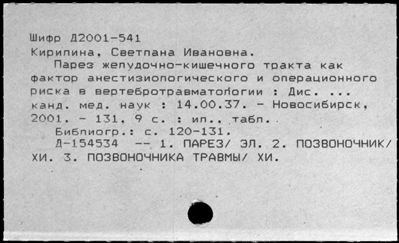 Шифр Д2001-541
Кирилина, Светлана Ивановна.
Парез желудочно-кишечного тракта как
фактор анестизиологического и операционного
риска в вертебротравматологии : Дис. ...
канд. мед. наук : 14.00.37. - Новосибирск,
2001. - 131, 9 с. : ил., табл.
Библиогр.: с. 120-131.
Д-154534 -- 1. ПАРЕЗ/ ЭЛ. 2. ПОЗВОНОЧНИК/
ХИ. 3. ПОЗВОНОЧНИКА ТРАВМЫ/ ХИ.